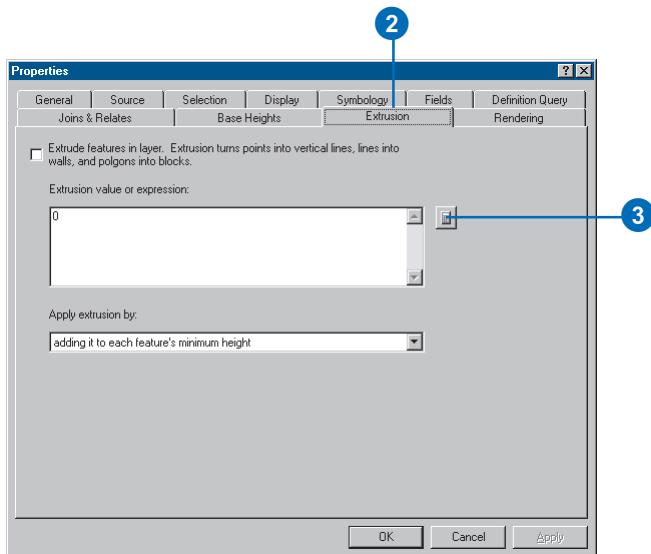 2
Properties
General Source Selection Display Symbology Fields Definition Query
Joins & Relates Base Heights Extrusion Rendering
Extrude features in layer. Extrusion turns points into vertical lines, lines into
walls, and polgons into blocks.
Extrusion value or expression:
0
3
Apply extrusion by:
adding it to each feature's minimum height
OK Cancel Apply